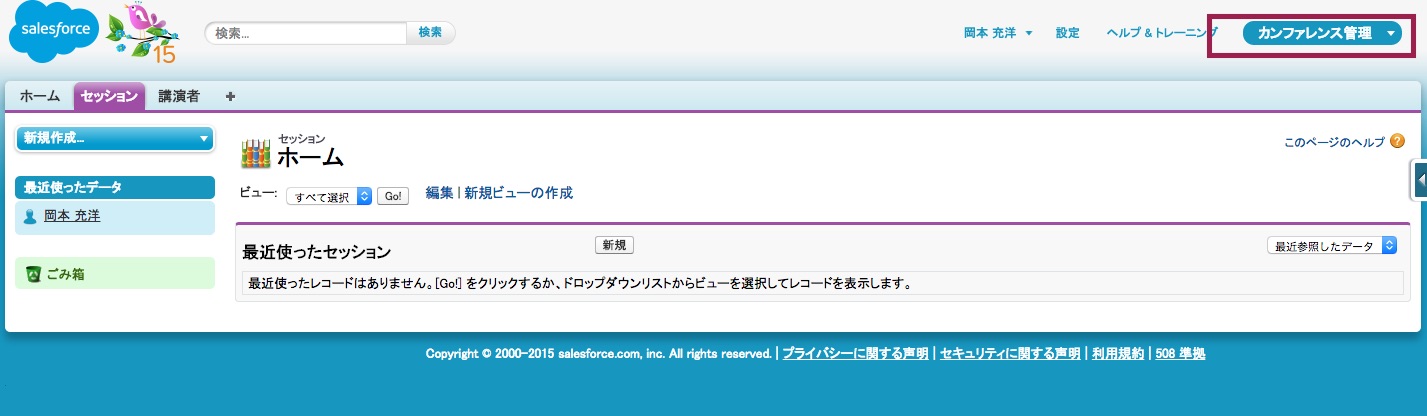 salesforce
15
検索...
検索
岡本 充洋
設定
ヘルプ & トレーニング
カンファレンス管理
ホーム
セッション
講演者
+
新規作成...
最近使ったデータ
岡本 充洋
ごみ箱
セッション
ホーム
このページのヘルプ
?
ビュー: すべて選択 Go! 編集 | 新規ビューの作成
最近使ったセッション 新規 最近参照したデータ
最近使ったレコードはありません。[Go!] をクリックするか、ドロップダウンリストからビューを選択してレコードを表示します。
Copyright © 2000-2015 salesforce.com, inc. All rights reserved. | プライバシーに関する声明 | セキュリティに関する声明 | 利用規約 | 508 準拠